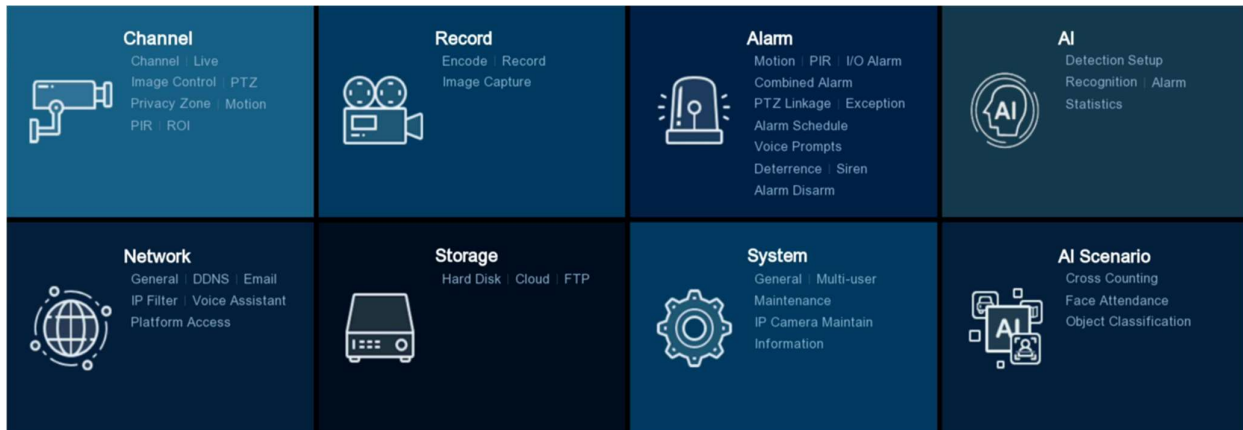 Channel
Channel | Live
Image Control | PTZ
Privacy Zone | Motion
PIR | ROI
Record
Encode | Record
Image Capture
Alarm
Motion | PIR | I/O Alarm
Combined Alarm
PTZ Linkage | Exception
Alarm Schedule
Voice Prompts
Deterrence | Siren
Alarm Disarm
AI
Detection Setup
Recognition | Alarm
Statistics
AI
Network
General | DDNS | Email
IP Filter | Voice Assistant
Platform Access
Storage
Hard Disk | Cloud | FTP
System
General | Multi-user
Maintenance
IP Camera Maintain
Information
AI Scenario
Cross Counting
Face Attendance
Object Classification
AI